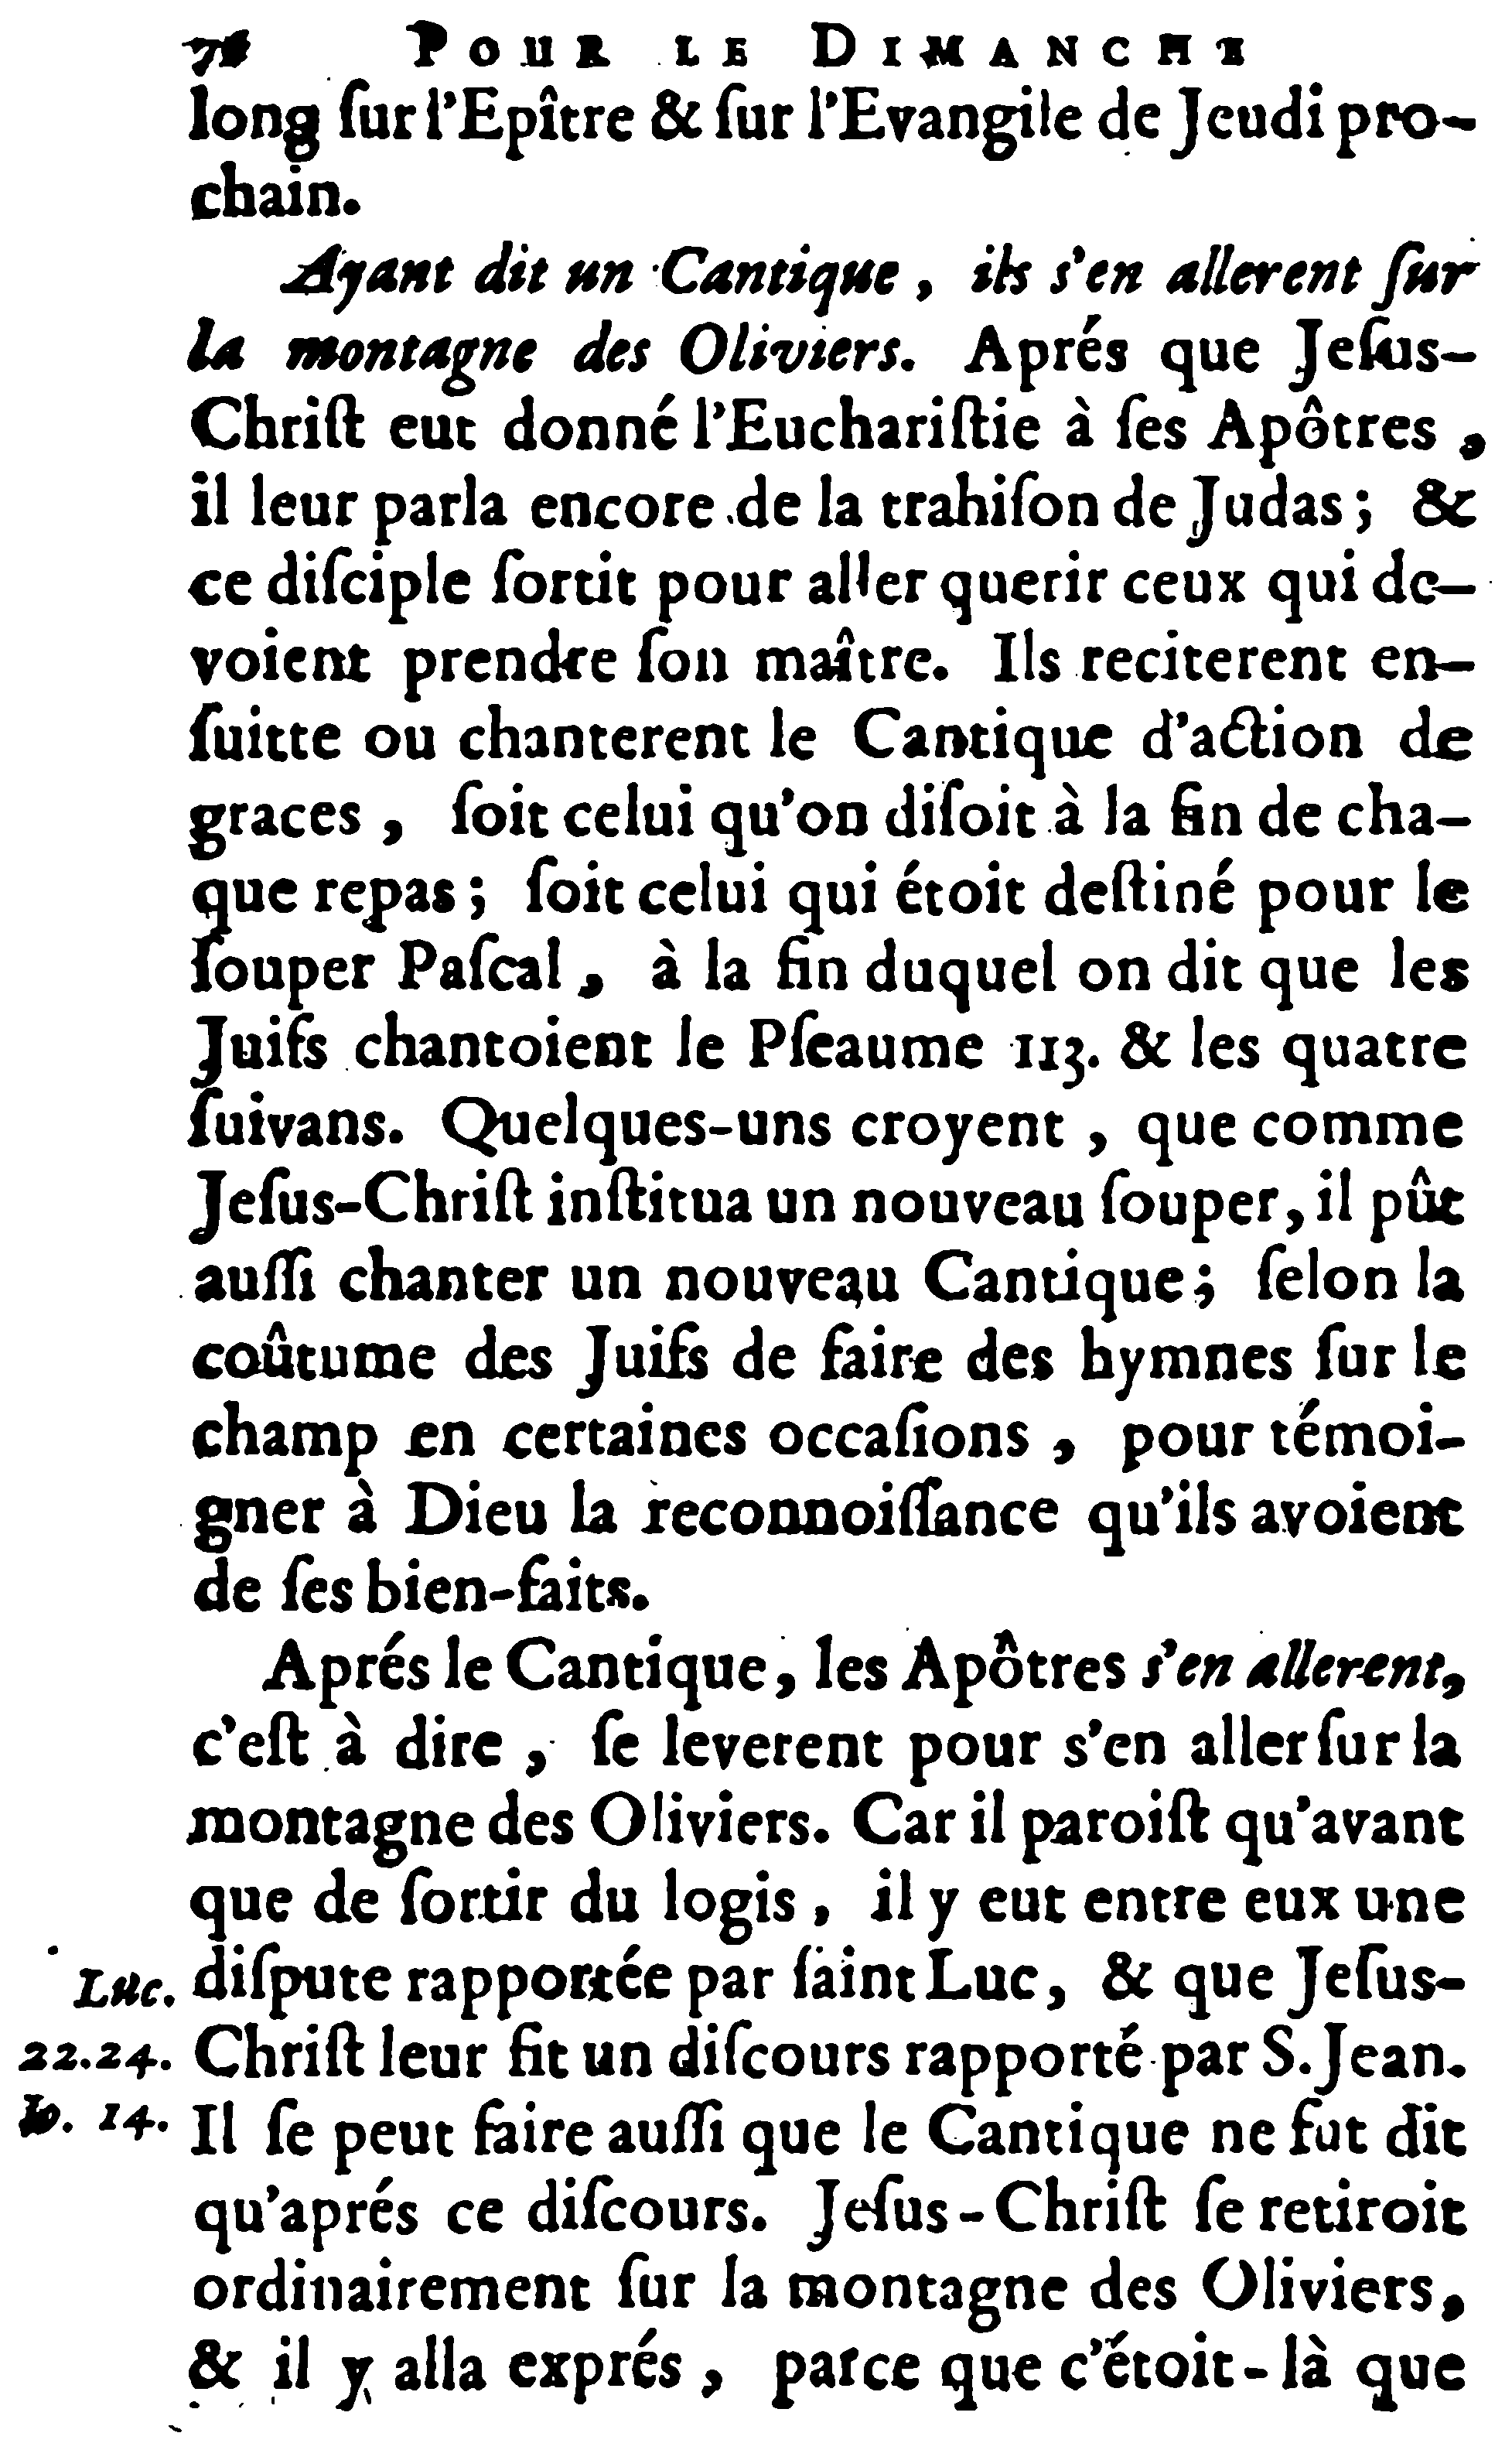 POUR LE DIMANCHE
long ſur l'Epître & ſur l'Evangile de Jeudi pro-
chain.
Ayant dit un Cantique, ils s'en allerent ſur
la montagne des Oliviers. Aprés que Jeſus-
Chriſt eut donné l'Euchariſtie à ſes Apôtres,
il leur parla encore de la trahiſon de Judas; &
ce diſciple ſortit pour aller querir ceux qui de-
voient prendre ſon maître. Ils reciterent en-
ſuitte ou chanterent le Cantique d'action de
graces, ſoit celui qu'on diſoit à la fin de cha-
que repas; ſoit celui qui étoit deſtiné pour le
ſouper Paſcal, à la fin duquel on dit que les
Juifs chantoient le Pſeaume 113. & les quatre
ſuivans. Quelques-uns croyent, que comme
Jeſus-Chriſt inſtitua un nouveau ſouper, il pût
auſſi chanter un nouveau Cantique; ſelon la
coûtume des Juifs de faire des hymnes ſur le
champ en certaines occaſions, pour témoi-
gner à Dieu la reconnoiſſance qu'ils avoient
de ſes bien-faits.
Aprés le Cantique, les Apôtres s'en allerent,
c'eſt à dire, ſe leverent pour s'en aller ſur la
montagne des Oliviers. Car il paroiſt qu'avant
que de ſortir du logis, il y eut entre eux une
Luc. diſpute rapportée par ſaint Luc, & que Jeſus-
22.24. Chriſt leur fit un diſcours rapporté par S. Jean.
Io. 14. Il ſe peut faire auſſi que le Cantique ne fut dit
qu'aprés ce diſcours. Jeſus-Chriſt ſe retiroit
ordinairement ſur la montagne des Oliviers,
& il y alla exprés, parce que c'étoit-là que